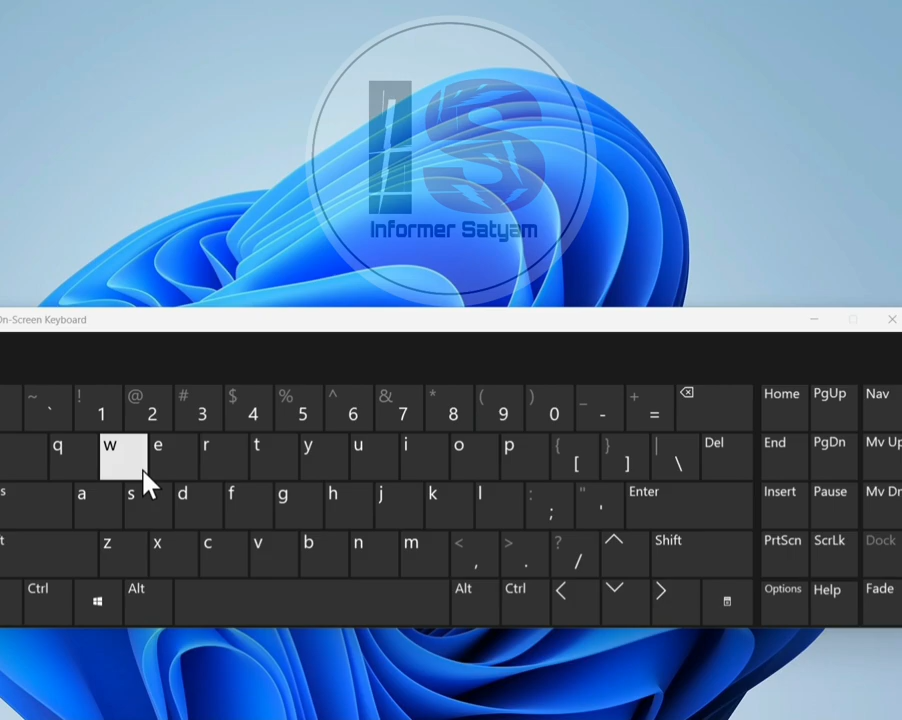 IS
Informer Satyam
On-Screen Keyboard
~ ` ! 1 @ 2 # 3 $ 4 % 5 ^ 6 & 7 * 8 ( 9 ) 0 _ - + = Home PgUp Nav
q w e r t y u i o p { [ } ] | \ Del End PgDn Mv Up
s a s d f g h j k l : ; " ' Enter Insert Pause Mv Dn
t z x c v b n m < , > . ? / Shift PrtScn ScrLk Dock
Ctrl Alt Alt Ctrl Options Help Fade